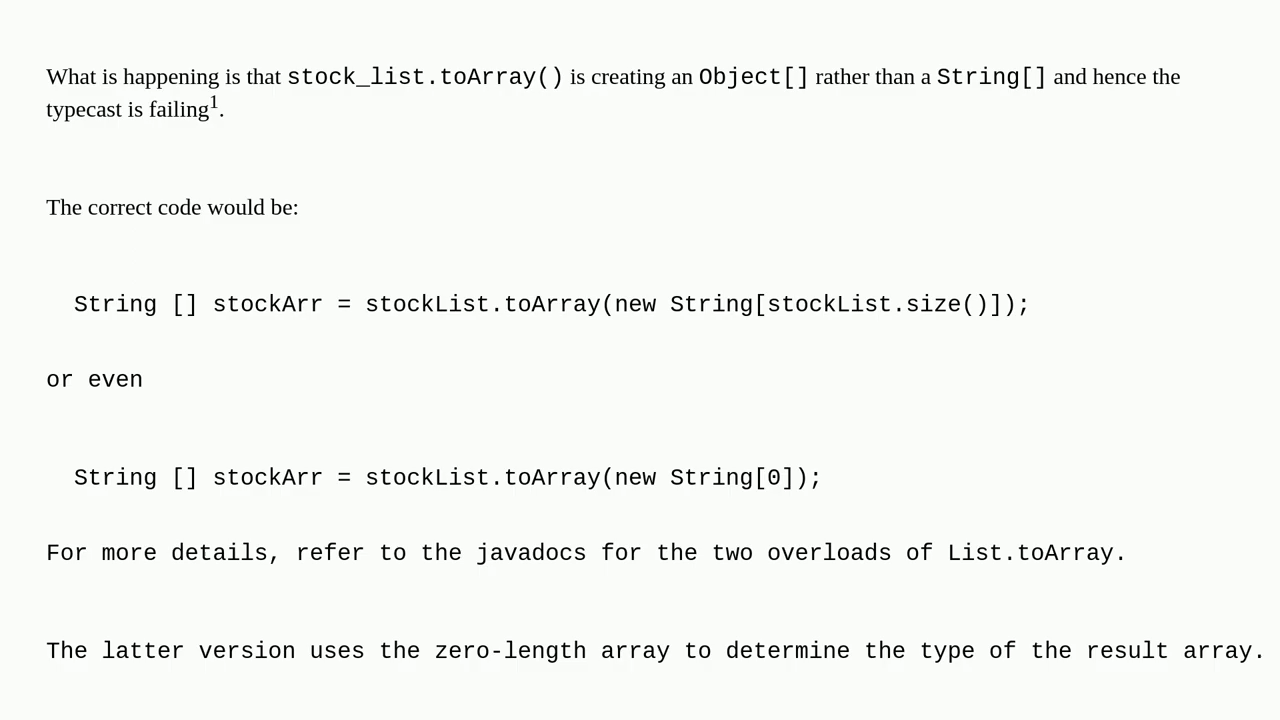 What is happening is that stock_list.toArray() is creating an Object[] rather than a String[] and hence the
typecast is failing1.
The correct code would be:
String [] stockArr = stockList.toArray(new String[stockList.size()]);
or even
String [] stockArr = stockList.toArray(new String[0]);
For more details, refer to the javadocs for the two overloads of List.toArray.
The latter version uses the zero-length array to determine the type of the result array.